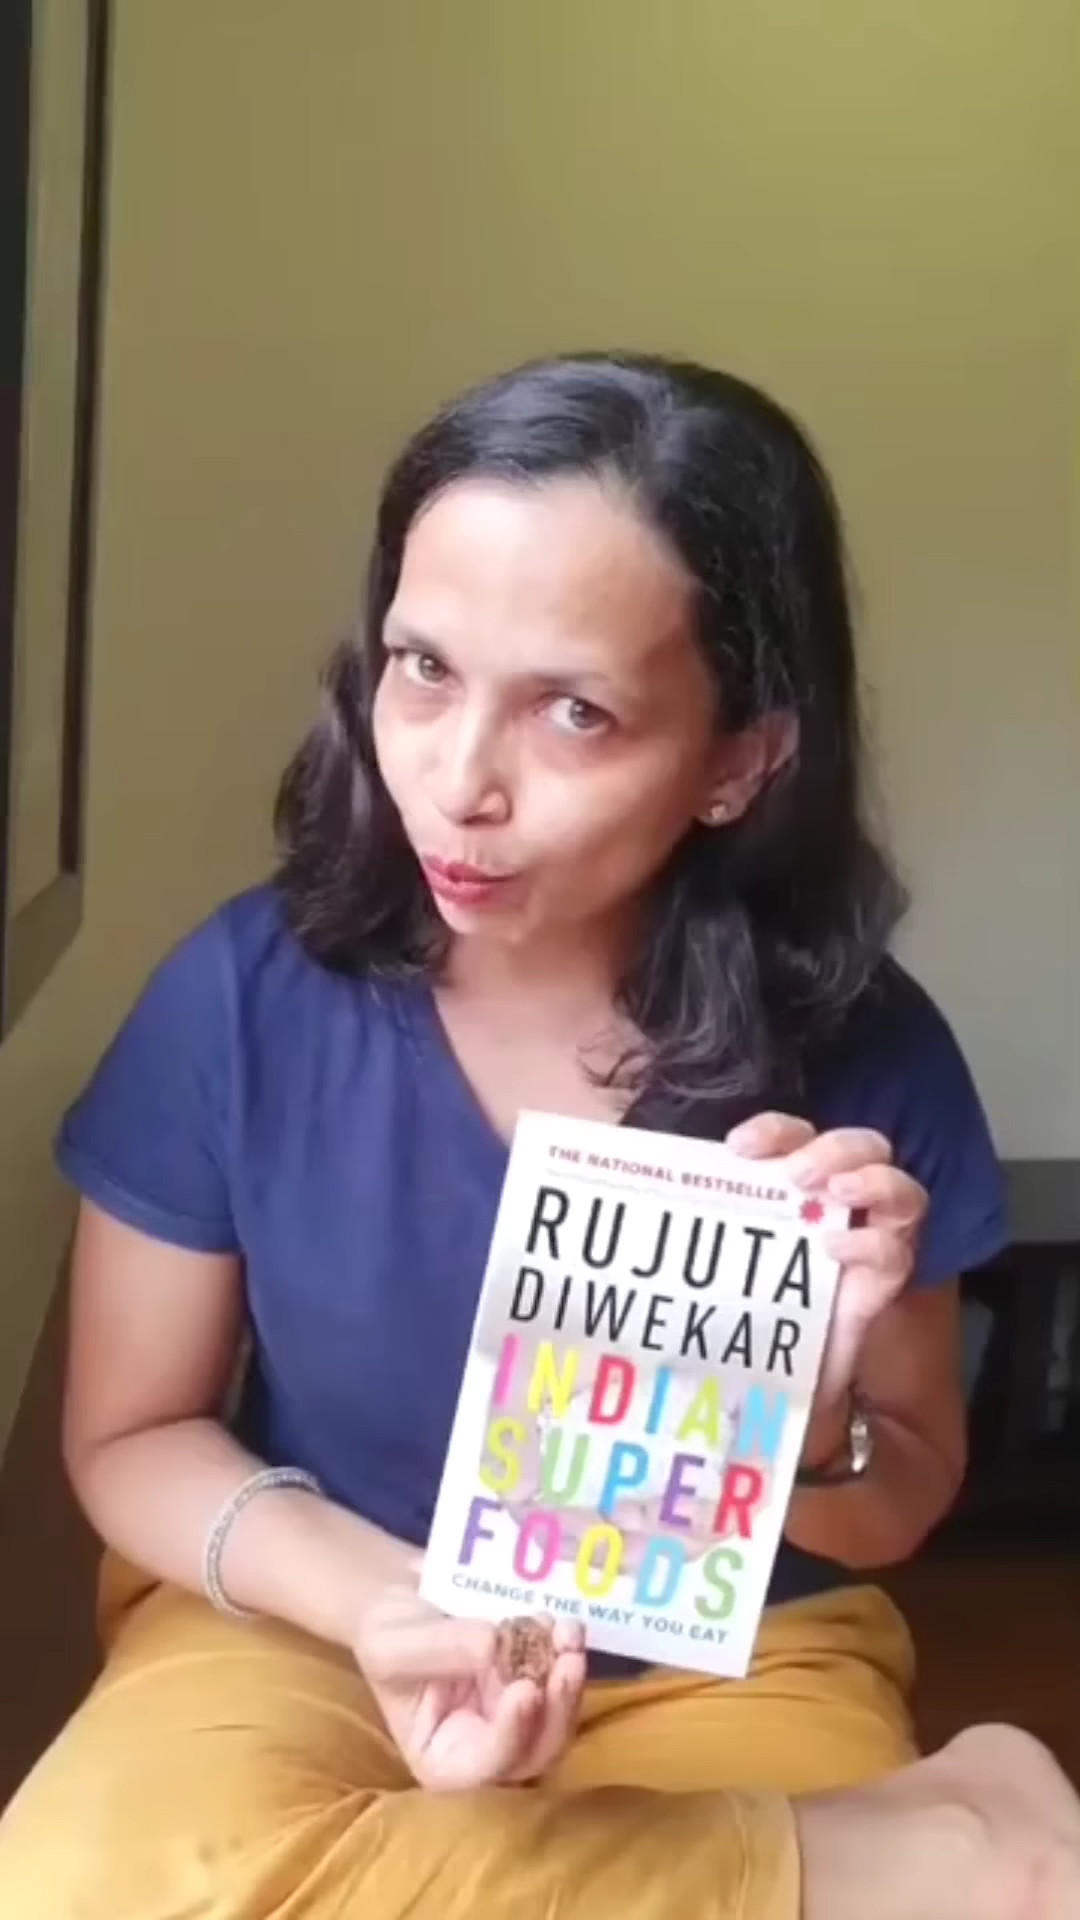 THE NATIONAL BESTSELLER
RUJUTA
DIWEKAR
INDIAN
SUPER
FOODS
CHANGE THE WAY YOU EAT